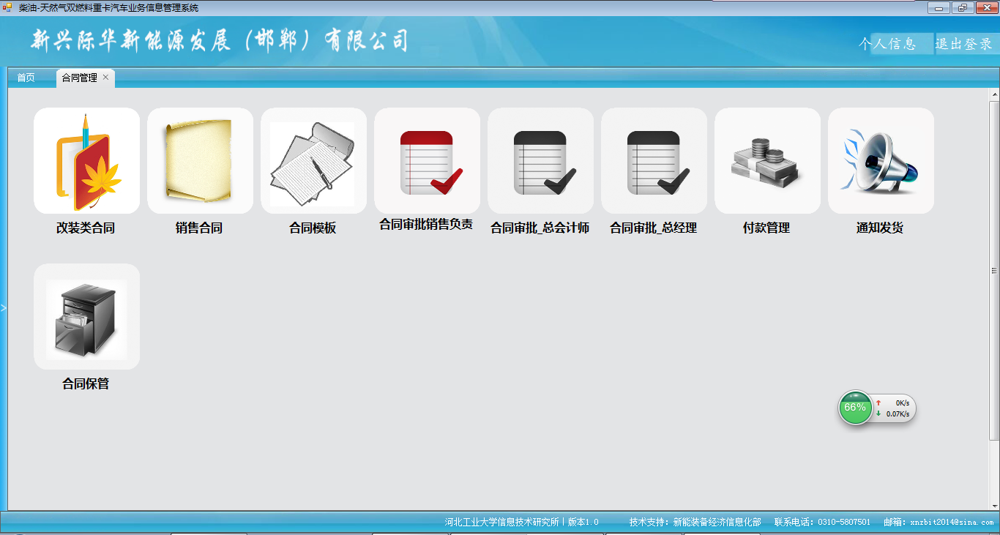 柴油-天然气双燃料重卡汽车业务信息管理系统
新兴际华新能源发展（邯郸）有限公司
个人信息 退出登录
首页 合同管理
改装类合同 销售合同 合同模板 合同审批销售负责 合同审批_总会计师 合同审批_总经理 付款管理 通知发货
合同保管
66% 0K/s
0.07K/s
河北工业大学信息技术研究所 | 版本1.0 技术支持：新能装备经济信息化部 联系电话：0310-5807501 邮箱：xnzbit2014@sina.com